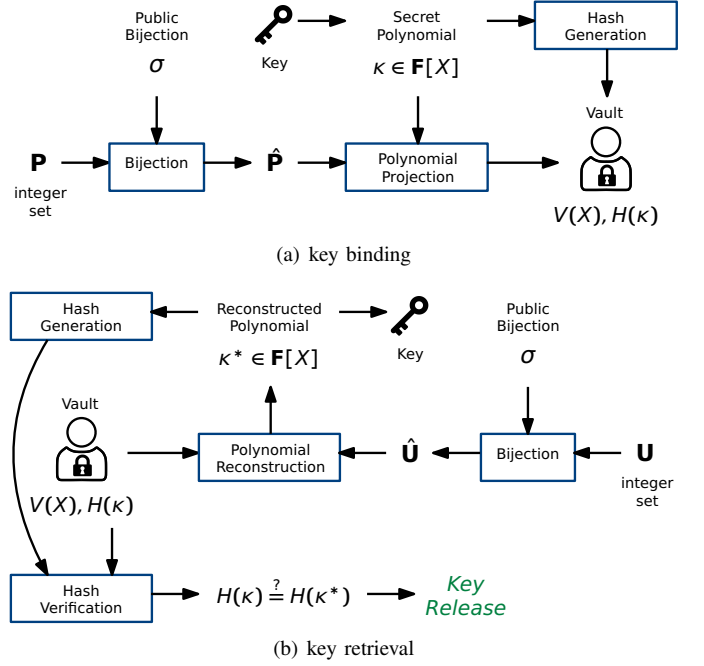 Public
Bijection
σ
Key
Secret
Polynomial
κ ∈ F[X]
Hash
Generation
Vault
P
integer
set
Bijection
P̂
Polynomial
Projection
V(X), H(κ)
(a) key binding
Hash
Generation
Reconstructed
Polynomial
κ* ∈ F[X]
Key
Public
Bijection
σ
Vault
V(X), H(κ)
Polynomial
Reconstruction
Û
Bijection
U
integer
set
Hash
Verification
H(κ) ≟ H(κ*)
Key
Release
(b) key retrieval